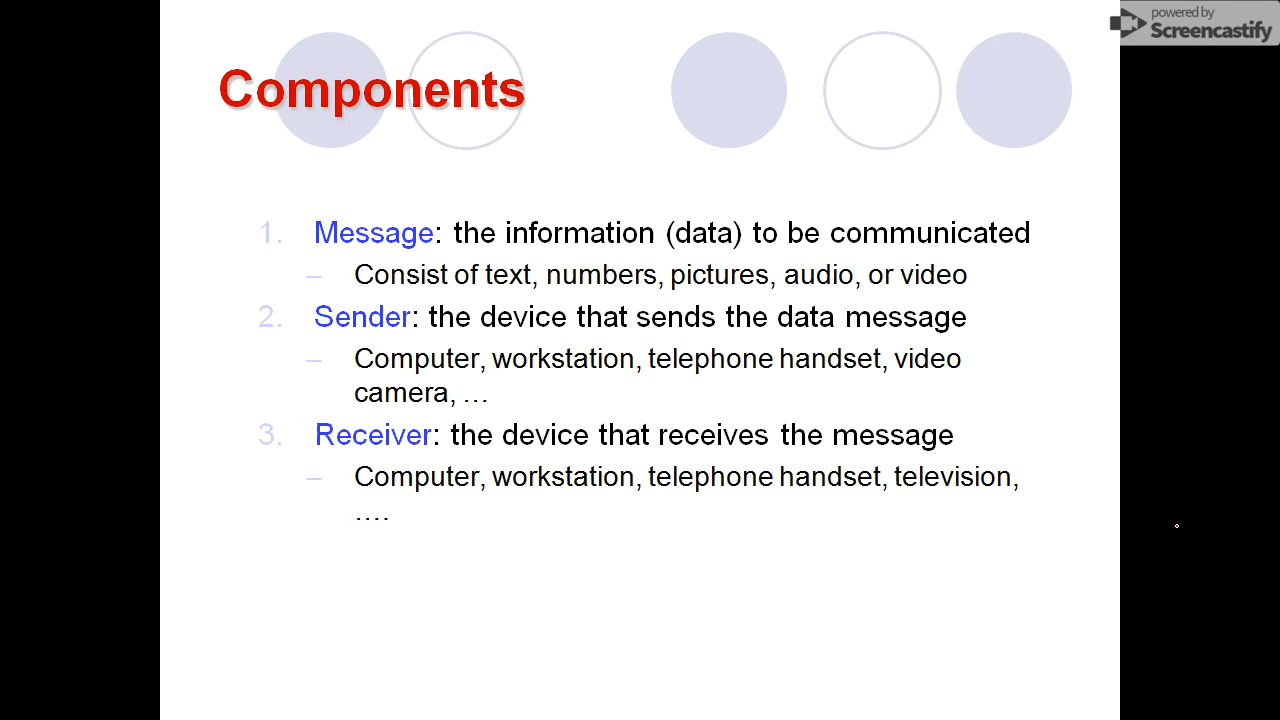 powered by
Screencastify
Components
1. Message: the information (data) to be communicated
– Consist of text, numbers, pictures, audio, or video
2. Sender: the device that sends the data message
– Computer, workstation, telephone handset, video
camera, …
3. Receiver: the device that receives the message
– Computer, workstation, telephone handset, television,
….